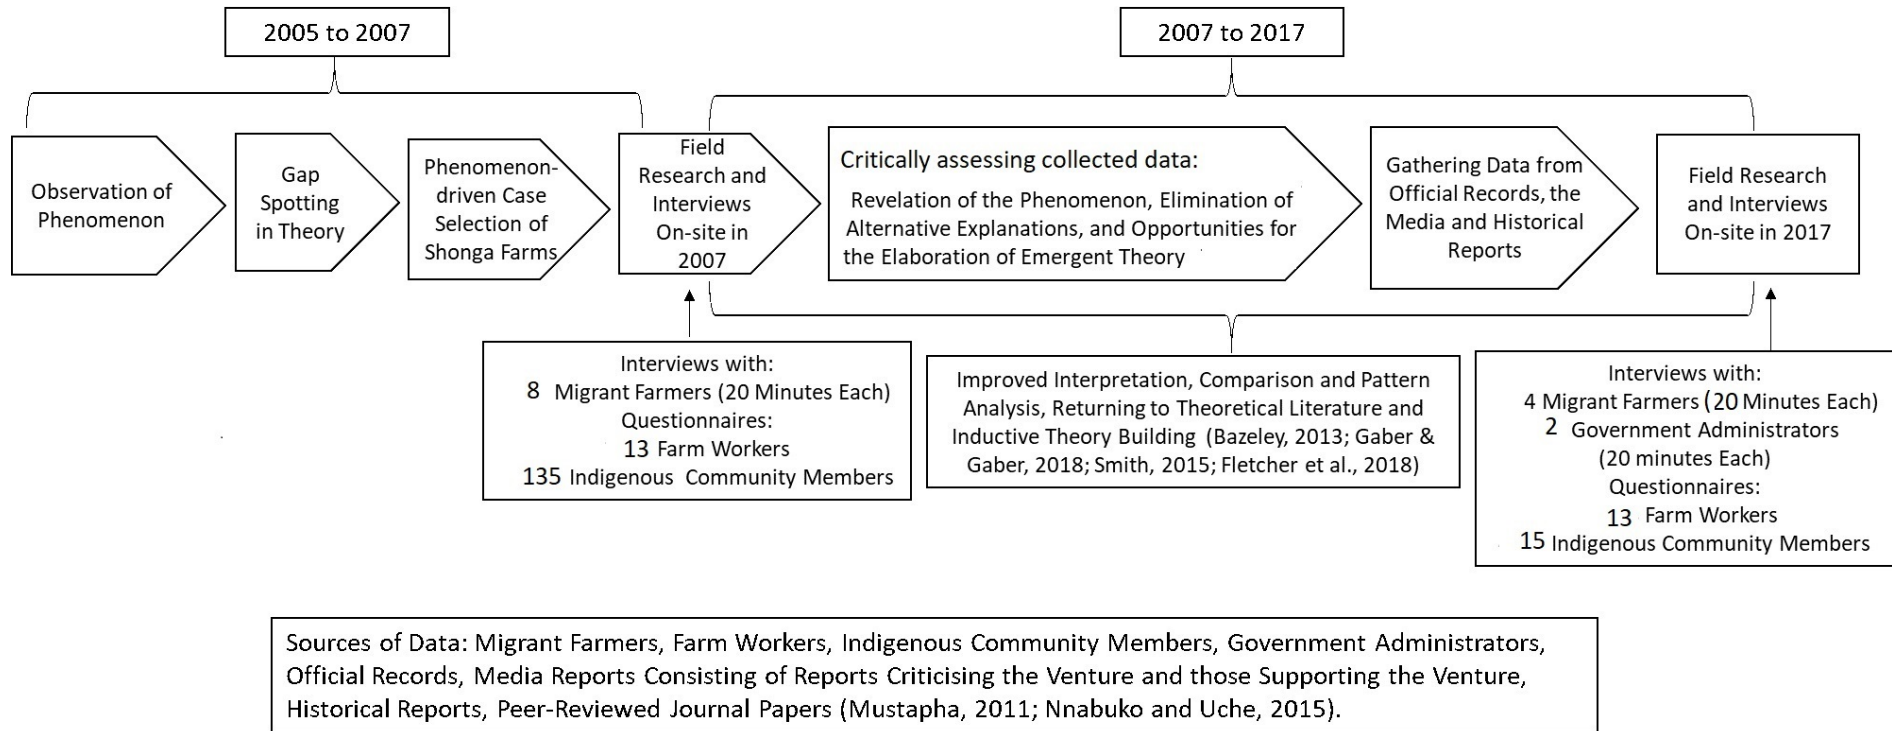 2005 to 2007
2007 to 2017
Observation of
Phenomenon
Gap
Spotting
in Theory
Phenomenon-
driven Case
Selection of
Shonga Farms
Field
Research and
Interviews
On-site in
2007
Critically assessing collected data:
Revelation of the Phenomenon, Elimination of
Alternative Explanations, and Opportunities for
the Elaboration of Emergent Theory
Gathering Data from
Official Records, the
Media and Historical
Reports
Field Research
and Interviews
On-site in 2017
Interviews with:
8 Migrant Farmers (20 Minutes Each)
Questionnaires:
13 Farm Workers
135 Indigenous Community Members
Improved Interpretation, Comparison and Pattern
Analysis, Returning to Theoretical Literature and
Inductive Theory Building (Bazeley, 2013; Gaber &
Gaber, 2018; Smith, 2015; Fletcher et al., 2018)
Interviews with:
4 Migrant Farmers (20 Minutes Each)
2 Government Administrators
(20 minutes Each)
Questionnaires:
13 Farm Workers
15 Indigenous Community Members
Sources of Data: Migrant Farmers, Farm Workers, Indigenous Community Members, Government Administrators,
Official Records, Media Reports Consisting of Reports Criticising the Venture and those Supporting the Venture,
Historical Reports, Peer-Reviewed Journal Papers (Mustapha, 2011; Nnabuko and Uche, 2015).